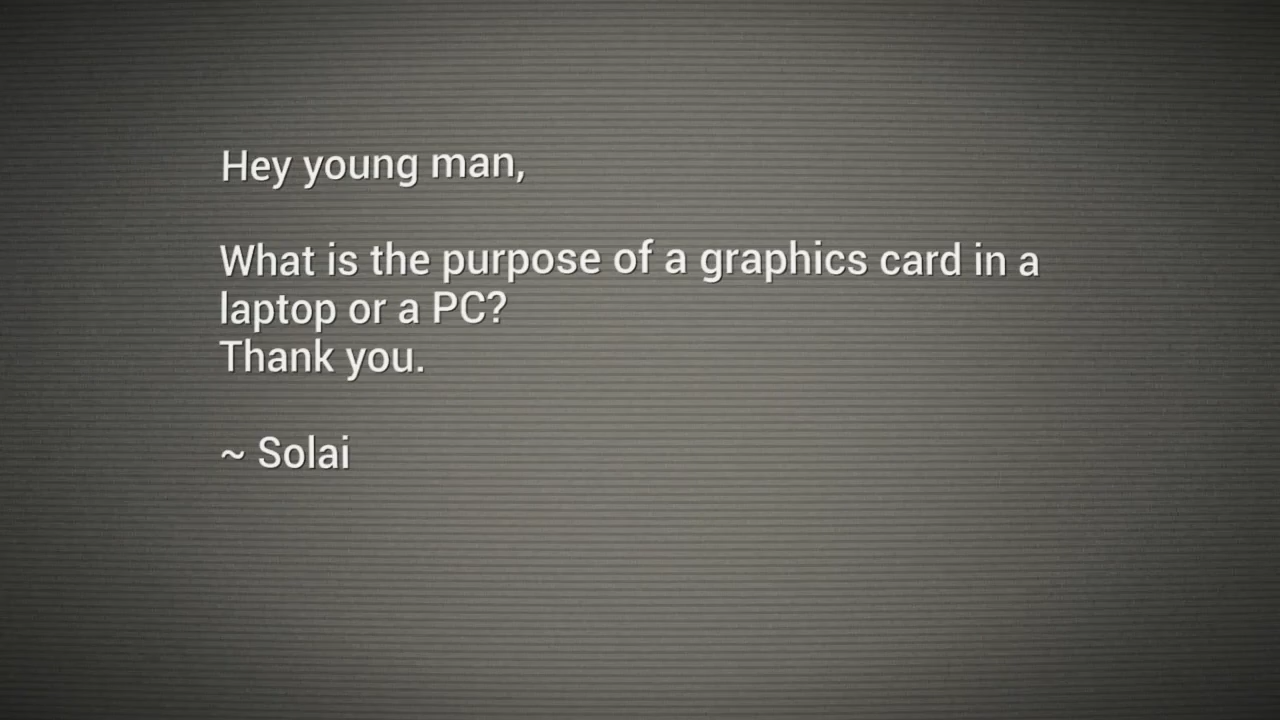 Hey young man,
What is the purpose of a graphics card in a
laptop or a PC?
Thank you.
~ Solai